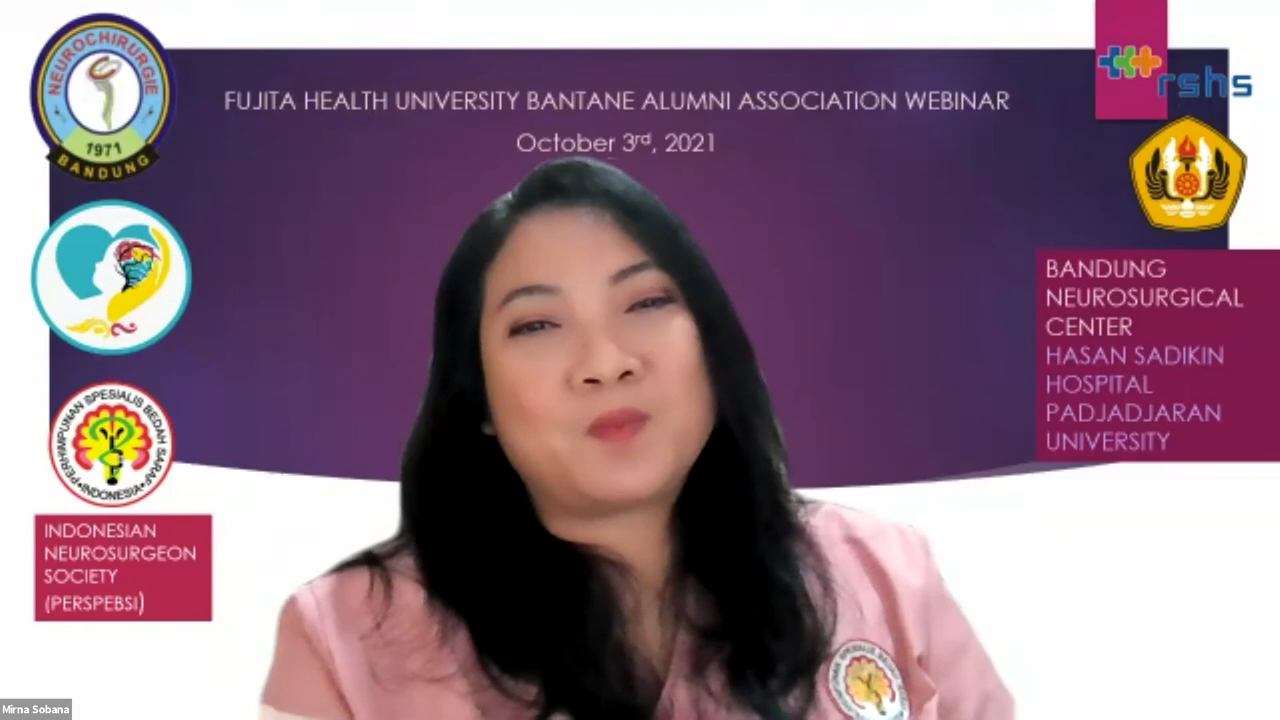 NEUROCHIRURGIE
1971
BANDUNG
FUJITA HEALTH UNIVERSITY BANTANE ALUMNI ASSOCIATION WEBINAR
October 3rd, 2021
rshs
BANDUNG
NEUROSURGICAL
CENTER
HASAN SADIKIN
HOSPITAL
PADJADJARAN
UNIVERSITY
PERHIMPUNAN SPESIALIS BEDAH SARAF
INDONESIA
INDONESIAN
NEUROSURGEON
SOCIETY
(PERSPEBSI)
Mirna Sobana